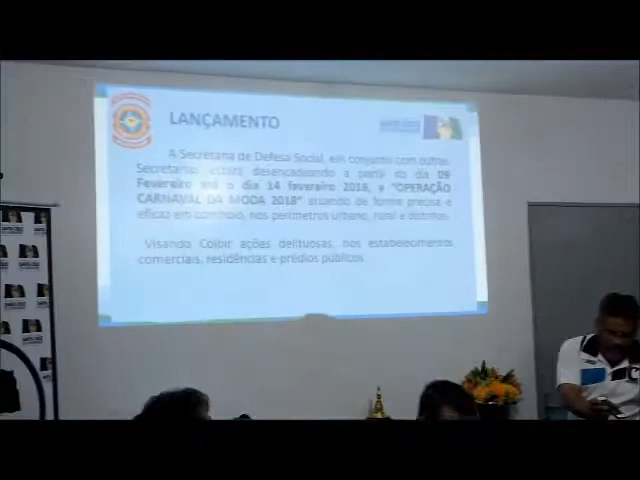 LANÇAMENTO
A Secretaria de Defesa Social, em conjunto com outras
Secretarias estará desencadeando a partir do dia 09
Fevereiro até o dia 14 fevereiro 2018, a "OPERAÇÃO
CARNAVAL DA MODA 2018" atuando de forma precisa e
eficaz em comboio, nos perímetros urbano, rural e distritos.
Visando Coibir ações delituosas, nos estabelecimentos
comerciais, residências e prédios públicos.